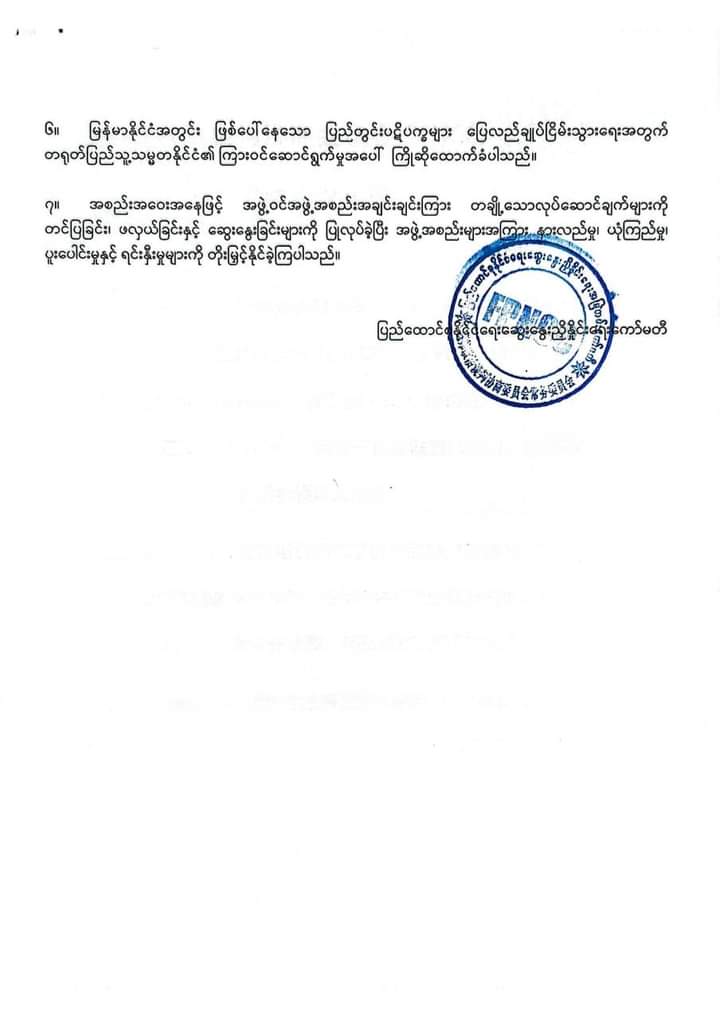 ၆။ မြန်မာနိုင်ငံအတွင်း ဖြစ်ပေါ်နေသော ပြည်တွင်းပဋိပက္ခများ ပြေလည်ချုပ်ငြိမ်းသွားရေးအတွက်
တရုတ်ပြည်သူ့သမ္မတနိုင်ငံ၏ ကြားဝင်ဆောင်ရွက်မှုအပေါ် ကြိုဆိုထောက်ခံပါသည်။
၇။ အစည်းအဝေးအနေဖြင့် အဖွဲ့ဝင်အဖွဲ့အစည်းအချင်းချင်းကြား တချို့သောလုပ်ဆောင်ချက်များကို
တင်ပြခြင်း၊ ဖလှယ်ခြင်းနှင့် ဆွေးနွေးခြင်းများကို ပြုလုပ်ခဲ့ပြီး အဖွဲ့အစည်းများအကြား နားလည်မှု၊ ယုံကြည်မှု၊
ပူးပေါင်းမှုနှင့် ရင်းနှီးမှုများကို တိုးမြှင့်နိုင်ခဲ့ကြပါသည်။
ပြည်ထောင်စုနိုင်ငံရေးဆွေးနွေးညှိနှိုင်းရေးကော်မတီ
FPNCC